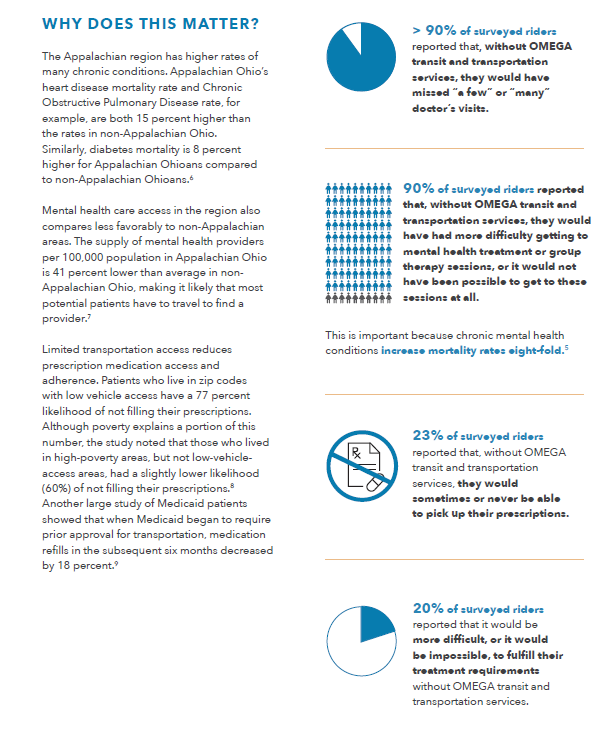 WHY DOES THIS MATTER?
The Appalachian region has higher rates of
many chronic conditions. Appalachian Ohio's
heart disease mortality rate and Chronic
Obstructive Pulmonary Disease rate, for
example, are both 15 percent higher than
the rates in non-Appalachian Ohio.
Similarly, diabetes mortality is 8 percent
higher for Appalachian Ohioans compared
to non-Appalachian Ohioans.⁶
Mental health care access in the region also
compares less favorably to non-Appalachian
areas. The supply of mental health providers
per 100,000 population in Appalachian Ohio
is 41 percent lower than average in non-
Appalachian Ohio, making it likely that most
potential patients have to travel to find a
provider.⁷
Limited transportation access reduces
prescription medication access and
adherence. Patients who live in zip codes
with low vehicle access have a 77 percent
likelihood of not filling their prescriptions.
Although poverty explains a portion of this
number, the study noted that those who lived
in high-poverty areas, but not low-vehicle-
access areas, had a slightly lower likelihood
(60%) of not filling their prescriptions.⁸
Another large study of Medicaid patients
showed that when Medicaid began to require
prior approval for transportation, medication
refills in the subsequent six months decreased
by 18 percent.⁹
> 90% of surveyed riders
reported that, without OMEGA
transit and transportation
services, they would have
missed "a few" or "many"
doctor's visits.
90% of surveyed riders reported
that, without OMEGA transit and
transportation services, they would
have had more difficulty getting to
mental health treatment or group
therapy sessions, or it would not
have been possible to get to these
sessions at all.
This is important because chronic mental health
conditions increase mortality rates eight-fold.⁵
Rx
23% of surveyed riders
reported that, without OMEGA
transit and transportation
services, they would
sometimes or never be able
to pick up their prescriptions.
20% of surveyed riders
reported that it would be
more difficult, or it would
be impossible, to fulfill their
treatment requirements
without OMEGA transit and
transportation services.